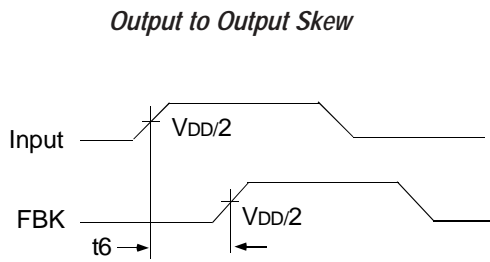 Output to Output Skew
Input
VDD/2
FBK
VDD/2
t6